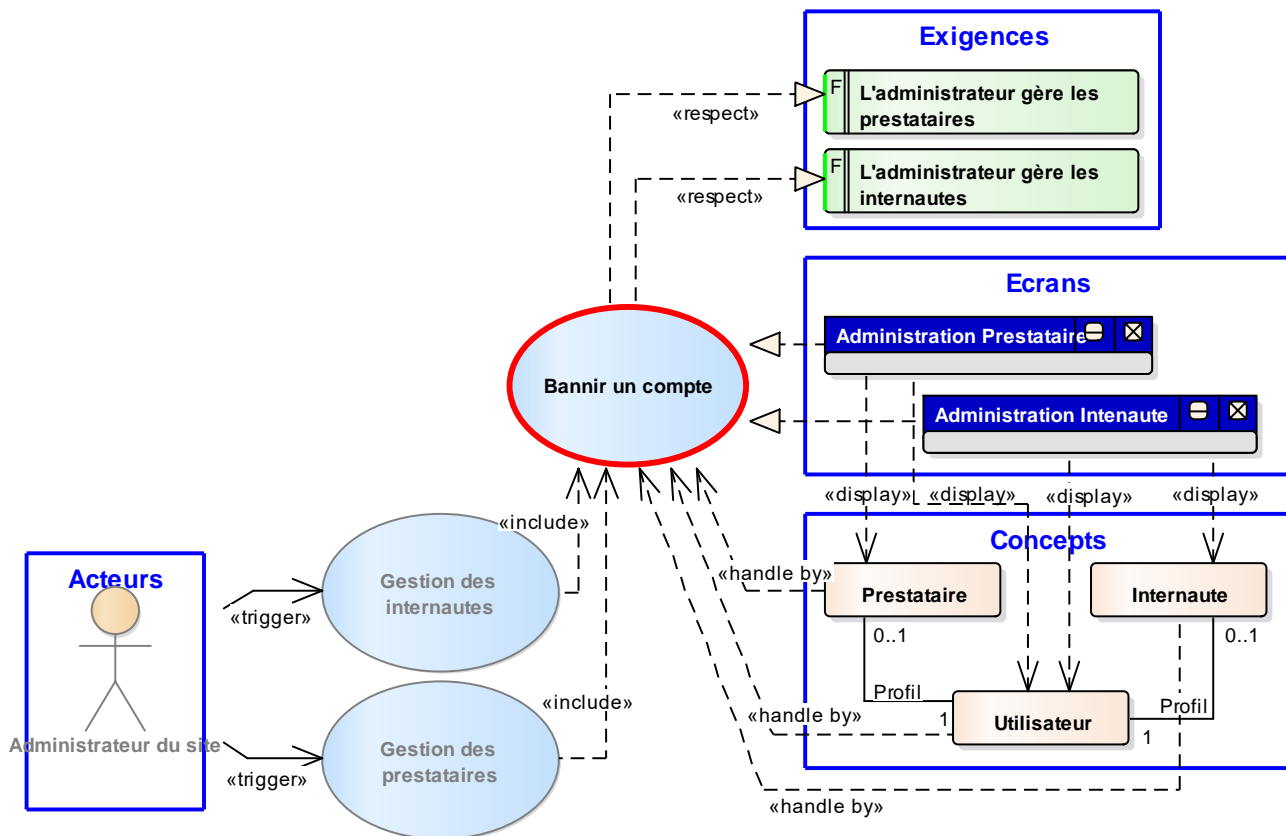 Exigences
F
L'administrateur gère les
prestataires
«respect»
F
L'administrateur gère les
internautes
«respect»
Ecrans
Administration Prestataire
Bannir un compte
Administration Intenaute
«display»
«display»
«display»
«display»
«include»
Concepts
Acteurs
Gestion des
internautes
«handle by»
Prestataire
Internaute
«trigger»
0..1
0..1
Profil
«include»
Profil
«handle by»
1
Utilisateur
1
Administrateur du site
Gestion des
prestataires
«trigger»
«handle by»